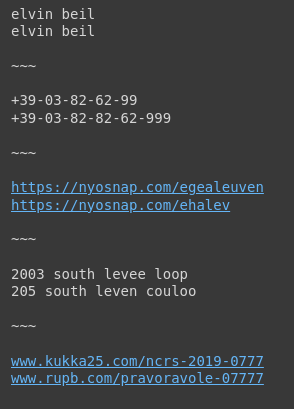 elvin beil
elvin beil
~~~
+39-03-82-62-99
+39-03-82-82-62-999
~~~
https://nyosnap.com/egealeuven
https://nyosnap.com/ehalev
~~~
2003 south levee loop
205 south leven couloo
~~~
www.kukka25.com/ncrs-2019-0777
www.rupb.com/pravoravole-07777